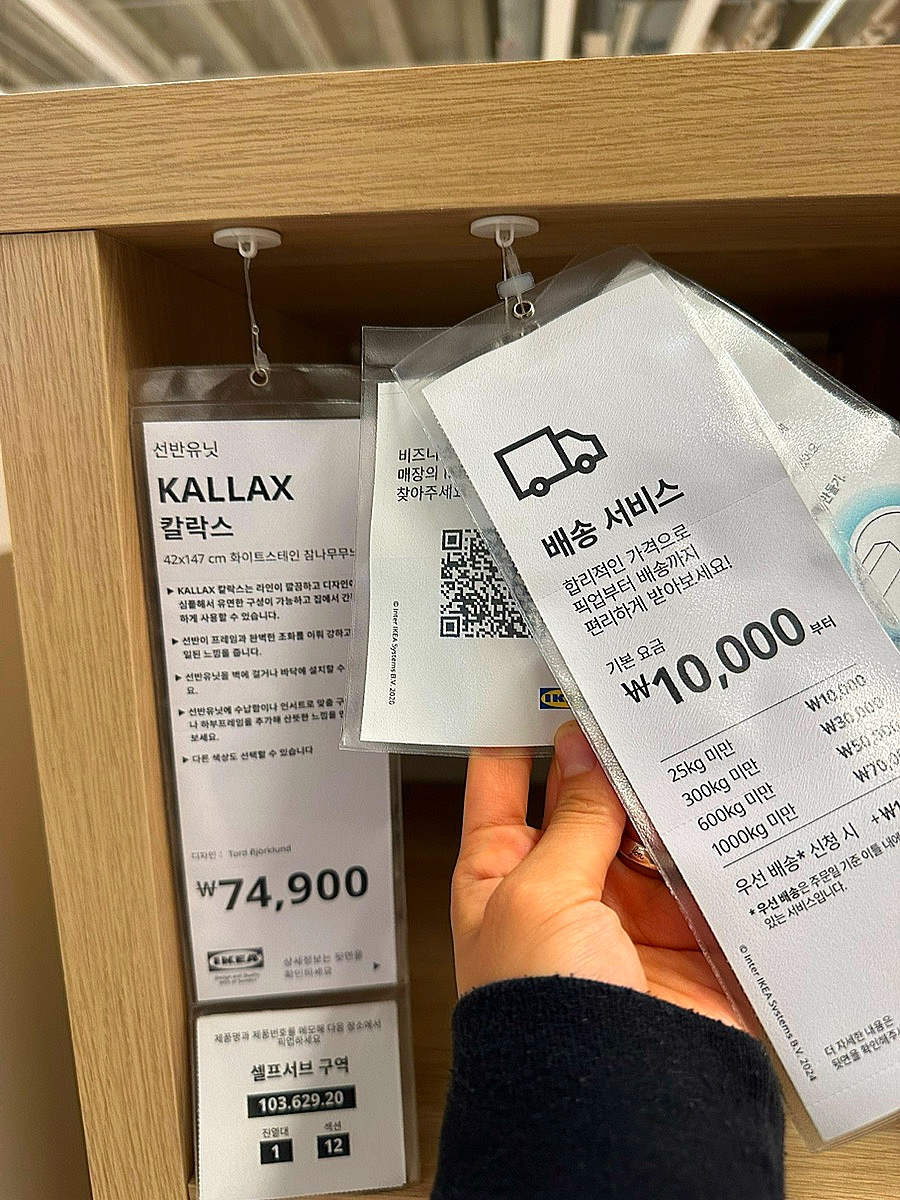 선반유닛
KALLAX
칼락스
42x147 cm 화이트스테인 참나무무늬
▶ KALLAX 칼락스는 라인이 깔끔하고 디자인이
심플해서 유연한 구성이 가능하고 집에서 간
하게 사용할 수 있습니다.
▶ 선반이 프레임과 완벽한 조화를 이뤄 강하고
일된 느낌을 줍니다.
▶ 선반유닛을 벽에 걸거나 바닥에 설치할 수
요.
▶ 선반유닛에 수납함이나 인서트로 맞춤 구
나 하부프레임을 추가해 산뜻한 느낌을
보세요.
▶ 다른 색상도 선택할 수 있습니다
디자인 : Tord Björklund
₩74,900
IKEA
상세정보는 뒷면을
확인하세요
제품명과 제품번호를 메모해 다음 장소에서
픽업하세요
셀프서브 구역
103.629.20
진열대 섹션
1 12
비즈니
매장의
찾아주세요
© Inter IKEA Systems B.V. 2020
배송 서비스
합리적인 가격으로
픽업부터 배송까지
편리하게 받아보세요!
기본 요금
₩10,000 부터
25kg 미만 ₩10,000
300kg 미만 ₩30,000
600kg 미만 ₩50,000
1000kg 미만 ₩70,0
우선 배송* 신청 시 +₩1
*우선 배송은 주문일 기준 이틀 내에
있는 서비스입니다.
© Inter IKEA Systems B.V. 2024
더 자세한 내용은
뒷면을 확인해주세